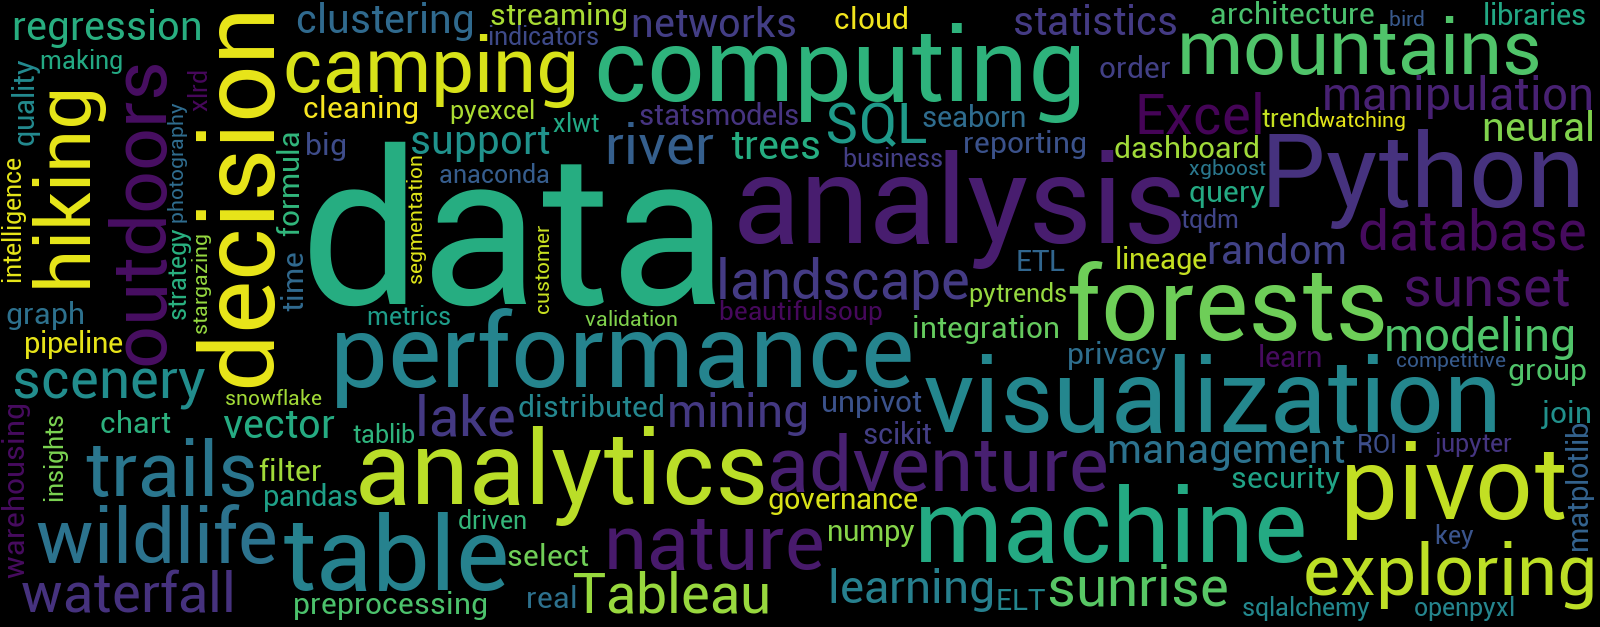 regression
clustering
streaming
indicators
networks
cloud
statistics
architecture
bird
libraries
making
quality
xlrd
decision
camping
computing
order
mountains
hiking
outdoors
photography
cleaning
pyexcel
xlwt
statsmodels
SQL
seaborn
Excel
manipulation
trend
watching
neural
formula
big
support
river
trees
business
reporting
dashboard
xgboost
Python
intelligence
strategy
stargazing
time
data
segmentation
anaconda
customer
analysis
query
tqdm
database
random
lineage
ETL
landscape
pytrends
forests
sunset
graph
metrics
validation
beautifulsoup
integration
modeling
pipeline
performance
privacy
learn
competitive
group
scenery
snowflake
visualization
warehousing
insights
chart
vector
tablib
lake
distributed
mining
unpivot
scikit
join
management
ROI
jupyter
matplotlib
trails
filter
pandas
analytics
adventure
governance
security
pivot
wildlife
table
driven
select
nature
numpy
machine
key
exploring
waterfall
preprocessing
real
Tableau
learning
ELT
sunrise
sqlalchemy
openpyxl